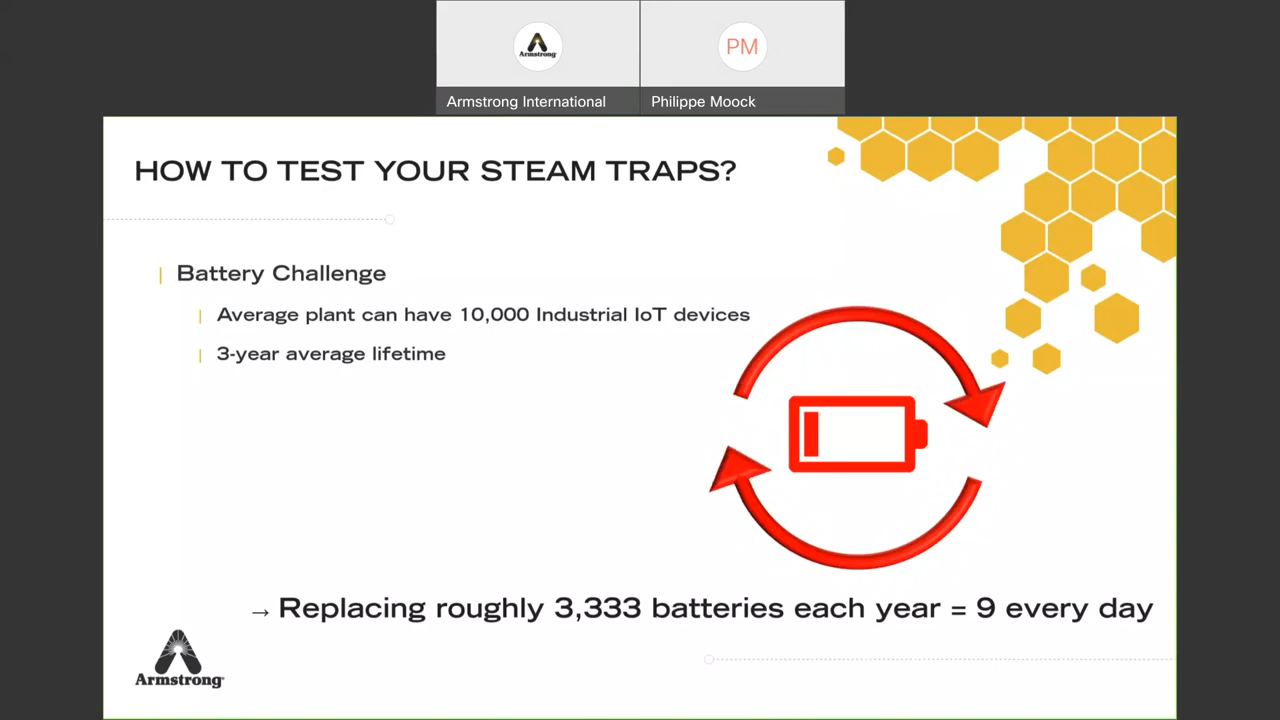 Armstrong
PM
Armstrong International
Philippe Moock
HOW TO TEST YOUR STEAM TRAPS?
Battery Challenge
Average plant can have 10,000 Industrial IoT devices
3-year average lifetime
→ Replacing roughly 3,333 batteries each year = 9 every day
Armstrong